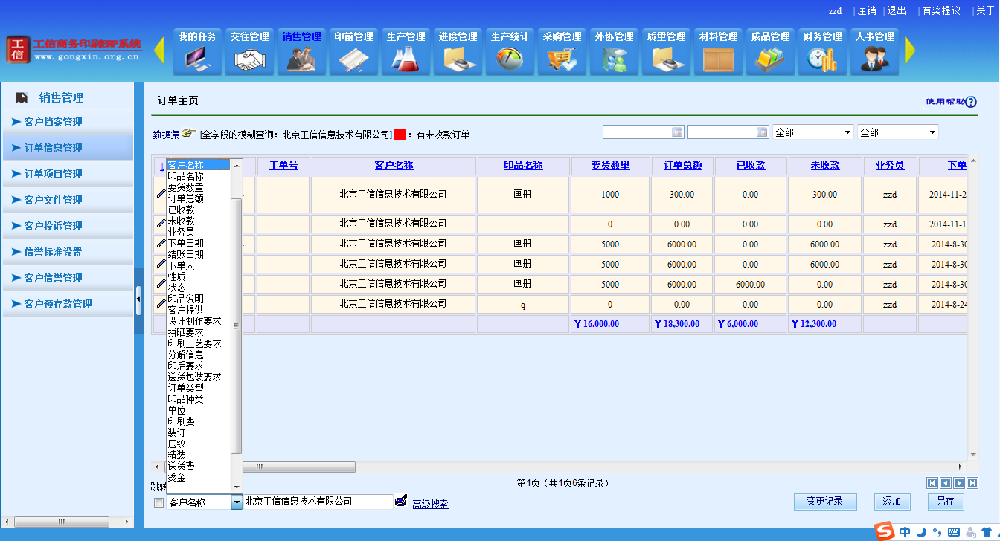 zzd | 注销 | 退出 | 有奖提议 | 关于
工信
工信商务印刷ERP系统
www.gongxin.org.cn
我的任务 交往管理 销售管理 印前管理 生产管理 进度管理 生产统计 采购管理 外协管理 质量管理 材料管理 成品管理 财务管理 人事管理
销售管理
客户档案管理
订单信息管理
订单项目管理
客户文件管理
客户投诉管理
信誉标准设置
客户信誉管理
客户预存款管理
订单主页
使用帮助
数据集 [全字段的模糊查询：北京工信信息技术有限公司] ：有未收款订单
全部 全部
工单号 客户名称 印品名称 要货数量 订单总额 已收款 未收款 业务员 下单
北京工信信息技术有限公司 画册 1000 300.00 0.00 300.00 zzd 2014-11-2
北京工信信息技术有限公司 0 0.00 0.00 0.00 zzd 2014-11-1
北京工信信息技术有限公司 画册 5000 6000.00 0.00 6000.00 zzd 2014-8-30
北京工信信息技术有限公司 画册 5000 6000.00 0.00 6000.00 zzd 2014-8-30
北京工信信息技术有限公司 画册 5000 6000.00 6000.00 0.00 zzd 2014-8-30
北京工信信息技术有限公司 q 0 0.00 0.00 0.00 zzd 2014-8-24
￥16,000.00 ￥18,300.00 ￥6,000.00 ￥12,300.00
客户名称
印品名称
要货数量
订单总额
已收款
未收款
业务员
下单日期
结账日期
下单人
性质
状态
印品说明
客户提供
设计制作要求
拼晒要求
印刷工艺要求
分解信息
印后要求
送货包装要求
订单类型
印品种类
单位
印刷费
装订
压纹
精装
送货费
烫金
跳转
第1页（共1页6条记录）
客户名称 北京工信信息技术有限公司 高级搜索
变更记录 添加 另存
S 中